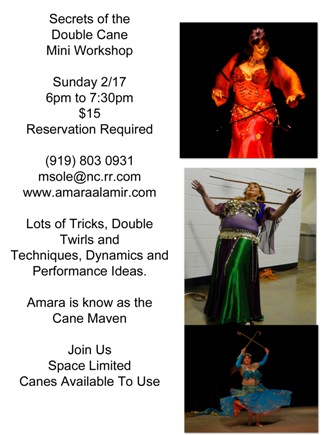 Secrets of the
Double Cane
Mini Workshop
Sunday 2/17
6pm to 7:30pm
$15
Reservation Required
(919) 803 0931
msole@nc.rr.com
www.amaraalamir.com
Lots of Tricks, Double
Twirls and
Techniques, Dynamics and
Performance Ideas.
Amara is know as the
Cane Maven
Join Us
Space Limited
Canes Available To Use